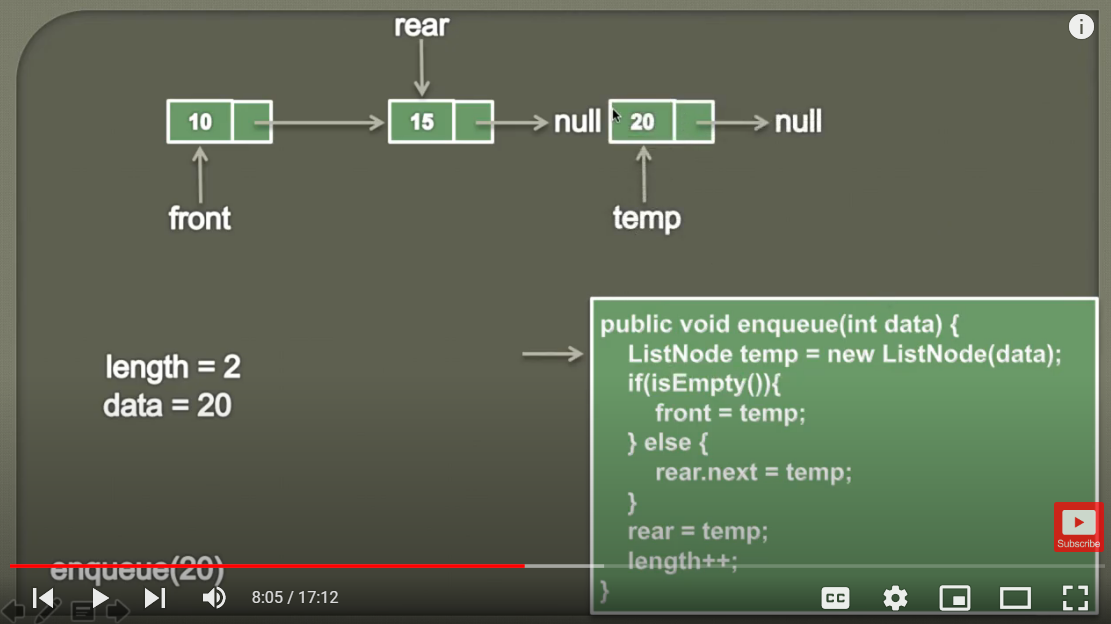 rear
10
15
null
20
null
front
temp
length = 2
data = 20
public void enqueue(int data) {
ListNode temp = new ListNode(data);
if(isEmpty()){
front = temp;
} else {
rear.next = temp;
}
rear = temp;
length++;
}
enqueue(20)
Subscribe
8:05 / 17:12
CC
i